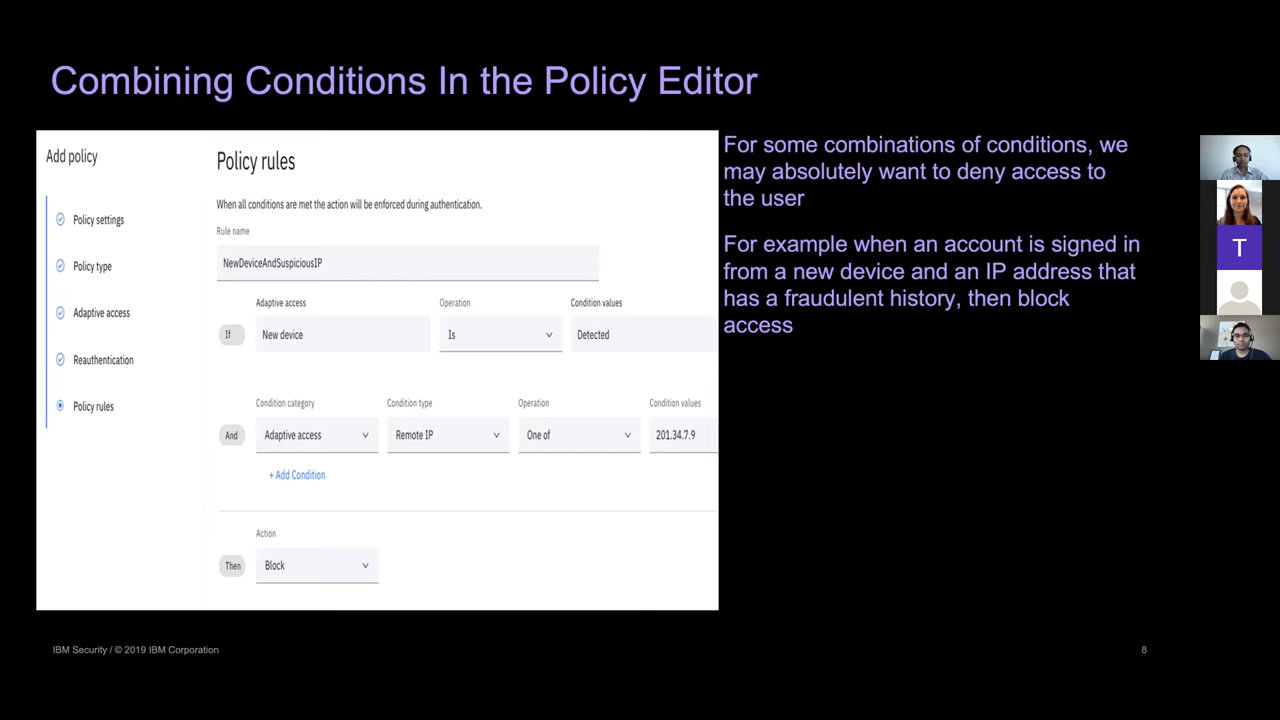 Combining Conditions In the Policy Editor
Add policy
Policy settings
Policy type
Adaptive access
Reauthentication
Policy rules
Policy rules
When all conditions are met the action will be enforced during authentication.
Rule name
NewDeviceAndSuspiciousIP
Adaptive access Operation Condition values
If New device Is Detected
Condition category Condition type Operation Condition values
And Adaptive access Remote IP One of 201.34.7.9
+ Add Condition
Action
Then Block
For some combinations of conditions, we
may absolutely want to deny access to
the user
For example when an account is signed in
from a new device and an IP address that
has a fraudulent history, then block
access
T
IBM Security / © 2019 IBM Corporation
8